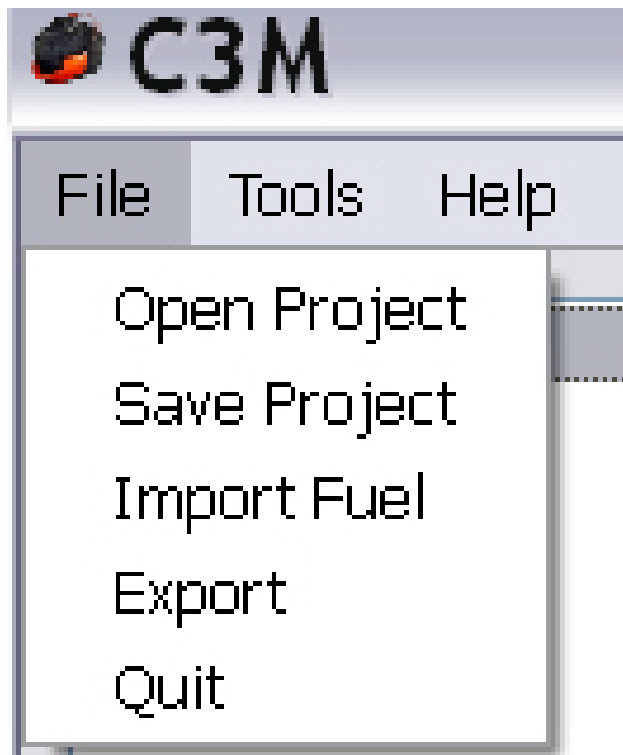 C3M
File Tools Help
Open Project
Save Project
Import Fuel
Export
Quit